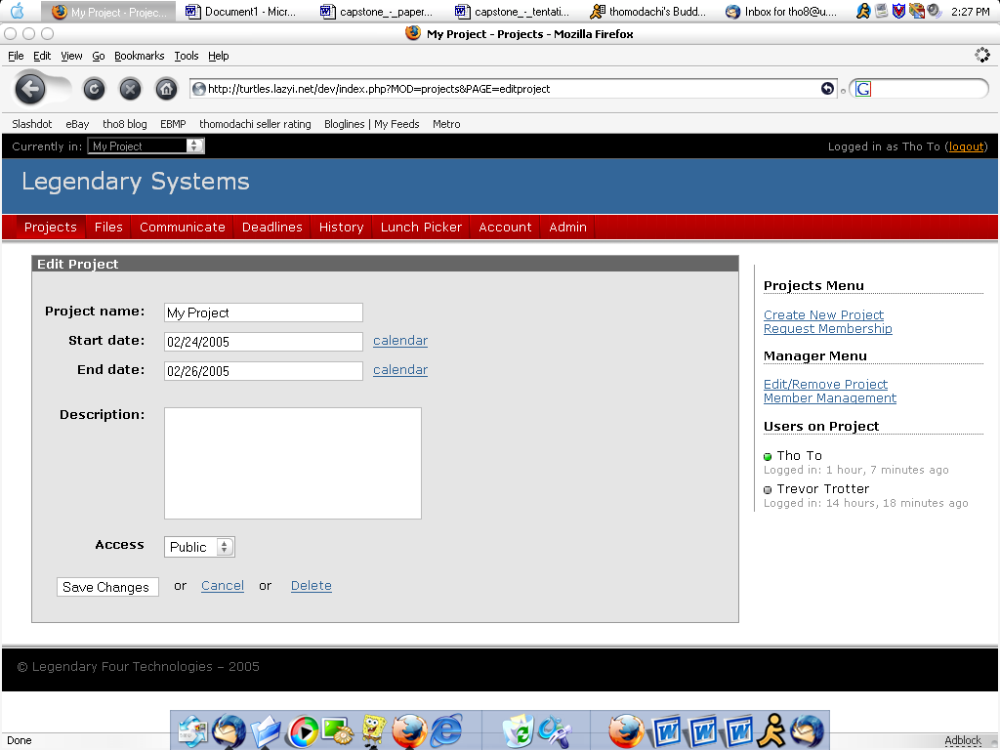 My Project - Projec... Document1 - Micr... capstone_-_paper... capstone_-_tentati... thomodachi's Budd... Inbox for tho8@u.... 2:27 PM
My Project - Projects - Mozilla Firefox
File Edit View Go Bookmarks Tools Help
http://turtles.lazyi.net/dev/index.php?MOD=projects&PAGE=editproject G
Slashdot eBay tho8 blog EBMP thomodachi seller rating Bloglines | My Feeds Metro
Currently in: My Project Logged in as Tho To (logout)
Legendary Systems
Projects Files Communicate Deadlines History Lunch Picker Account Admin
Edit Project
Project name: My Project
Start date: 02/24/2005 calendar
End date: 02/26/2005 calendar
Description:
Access Public
Save Changes or Cancel or Delete
Projects Menu
Create New Project
Request Membership
Manager Menu
Edit/Remove Project
Member Management
Users on Project
Tho To
Logged in: 1 hour, 7 minutes ago
Trevor Trotter
Logged in: 14 hours, 18 minutes ago
© Legendary Four Technologies – 2005
Done Adblock